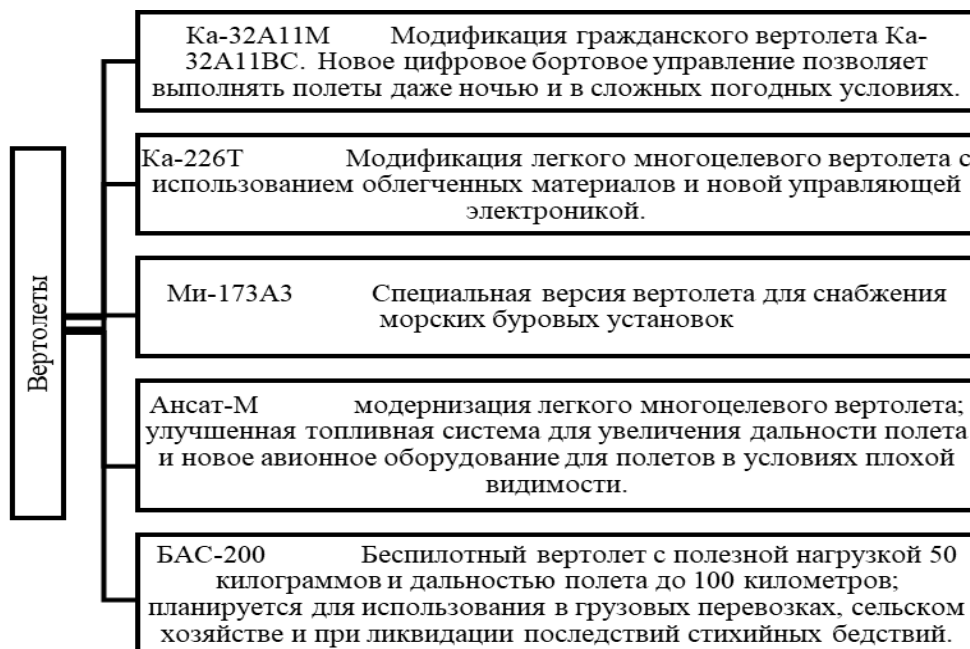 Вертолеты
Ка-32А11М Модификация гражданского вертолета Ка-
32А11ВС. Новое цифровое бортовое управление позволяет
выполнять полеты даже ночью и в сложных погодных условиях.
Ка-226Т Модификация легкого многоцелевого вертолета с
использованием облегченных материалов и новой управляющей
электроникой.
Ми-173А3 Специальная версия вертолета для снабжения
морских буровых установок
Ансат-М модернизация легкого многоцелевого вертолета;
улучшенная топливная система для увеличения дальности полета
и новое авионное оборудование для полетов в условиях плохой
видимости.
БАС-200 Беспилотный вертолет с полезной нагрузкой 50
килограммов и дальностью полета до 100 километров;
планируется для использования в грузовых перевозках, сельском
хозяйстве и при ликвидации последствий стихийных бедствий.